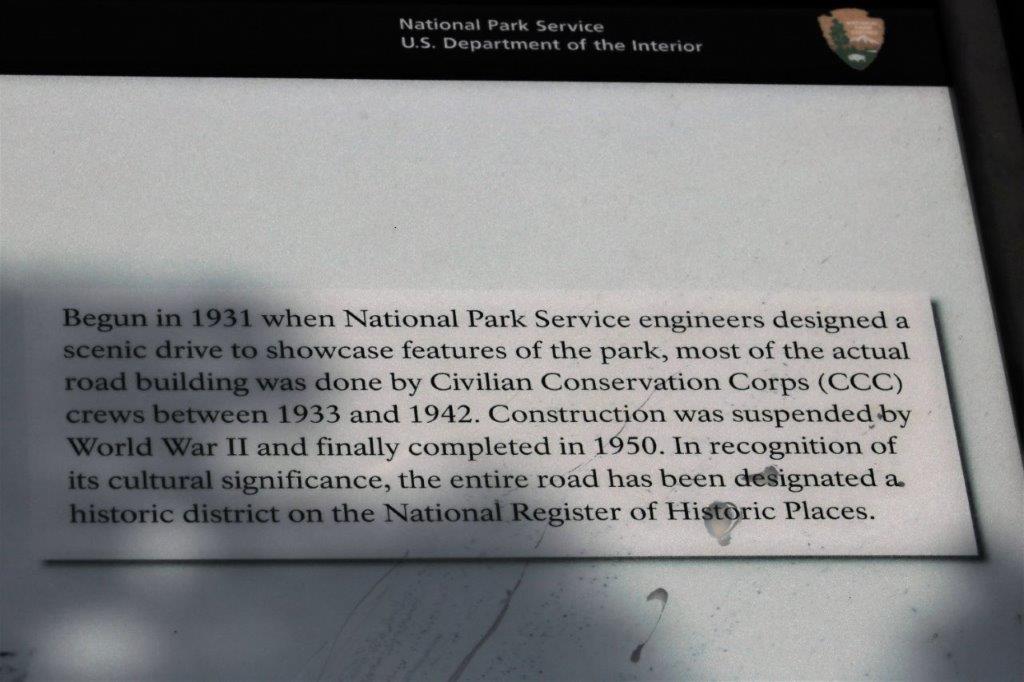 National Park Service
U.S. Department of the Interior
Begun in 1931 when National Park Service engineers designed a
scenic drive to showcase features of the park, most of the actual
road building was done by Civilian Conservation Corps (CCC)
crews between 1933 and 1942. Construction was suspended by
World War II and finally completed in 1950. In recognition of
its cultural significance, the entire road has been designated a
historic district on the National Register of Historic Places.